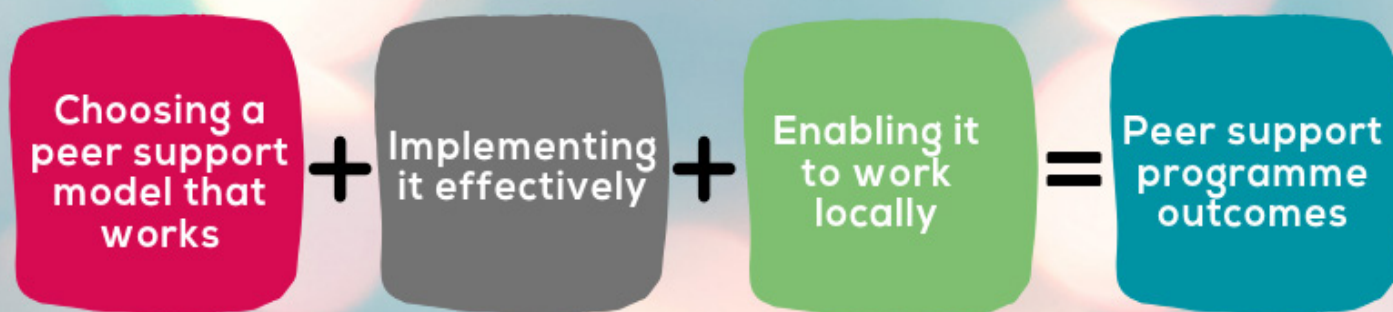 Choosing a
peer support
model that
works
+
Implementing
it effectively
+
Enabling it
to work
locally
=
Peer support
programme
outcomes